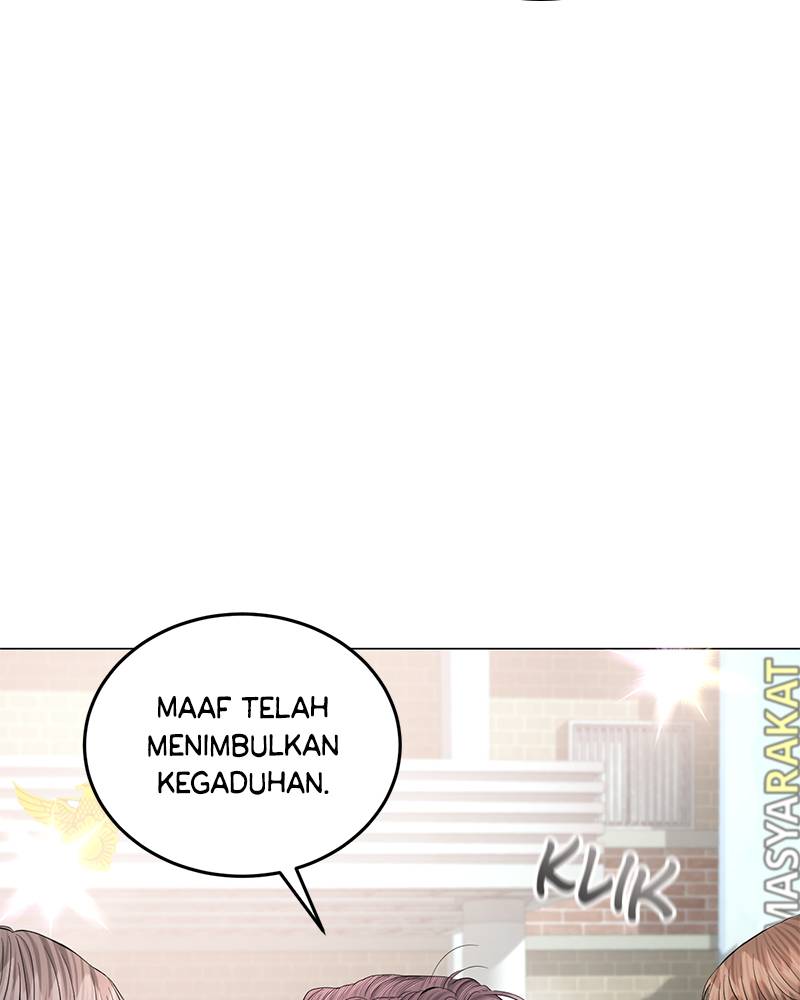 MAAF TELAH
MENIMBULKAN
KEGADUHAN.
KLIK
MASYARAKAT